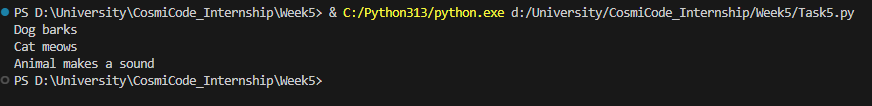 PS D:\University\CosmiCode_Internship\Week5> & C:/Python313/python.exe d:/University/CosmiCode_Internship/Week5/Task5.py
Dog barks
Cat meows
Animal makes a sound
PS D:\University\CosmiCode_Internship\Week5>